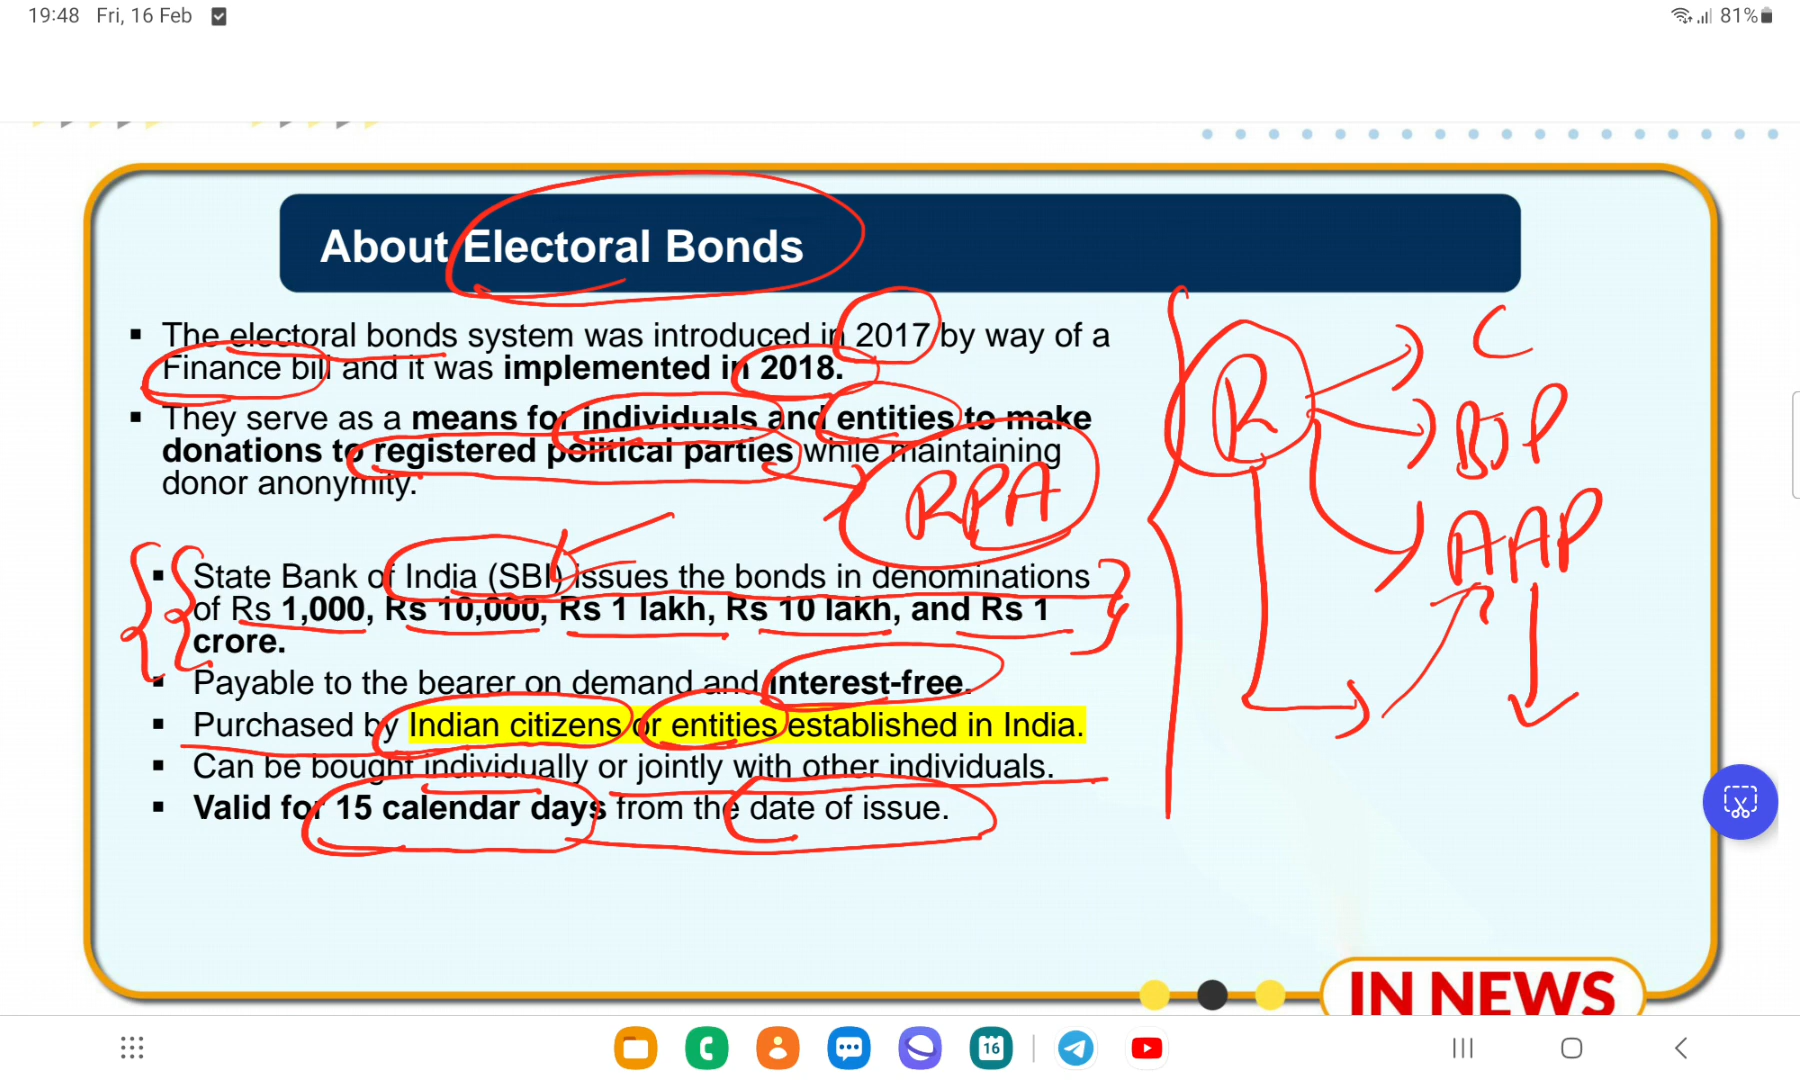 19:48 Fri, 16 Feb
81%
About Electoral Bonds
▪ The electoral bonds system was introduced in 2017 by way of a
Finance bill and it was implemented in 2018.
▪ They serve as a means for individuals and entities to make
donations to registered political parties while maintaining
donor anonymity.
RPA
▪ State Bank of India (SBI) issues the bonds in denominations
of Rs 1,000, Rs 10,000, Rs 1 lakh, Rs 10 lakh, and Rs 1
crore.
▪ Payable to the bearer on demand and interest-free.
▪ Purchased by Indian citizens or entities established in India.
▪ Can be bought individually or jointly with other individuals.
▪ Valid for 15 calendar days from the date of issue.
R
C
BJP
AAP
IN NEWS
16